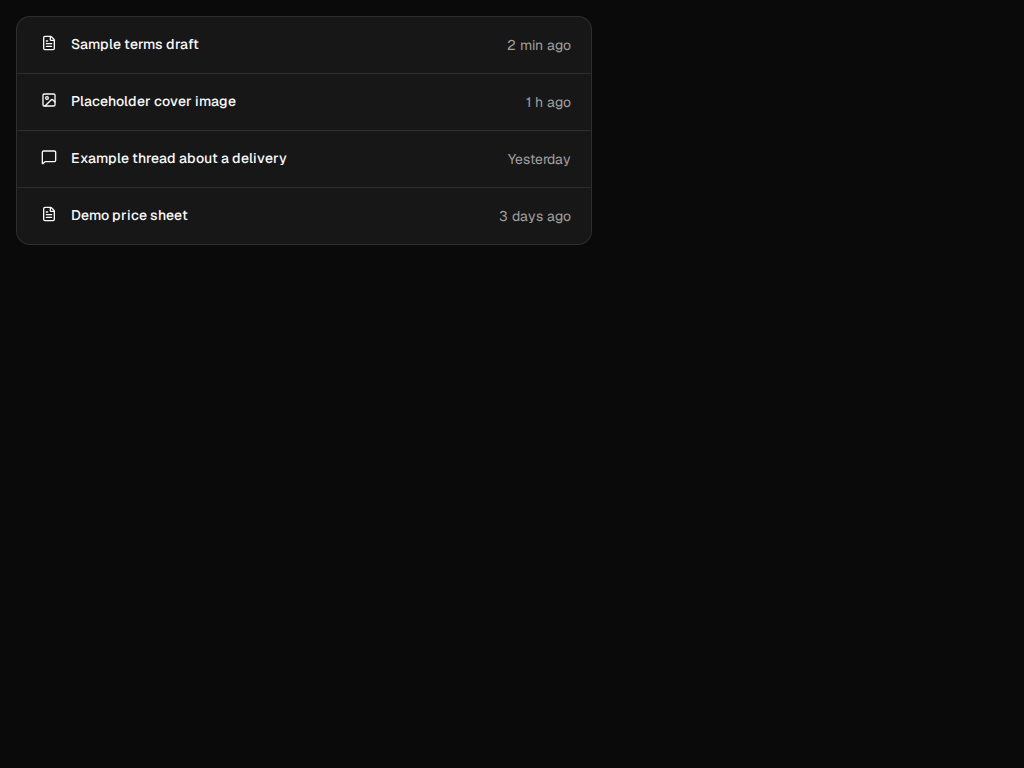 Sample terms draft 2 min ago
Placeholder cover image 1 h ago
Example thread about a delivery Yesterday
Demo price sheet 3 days ago